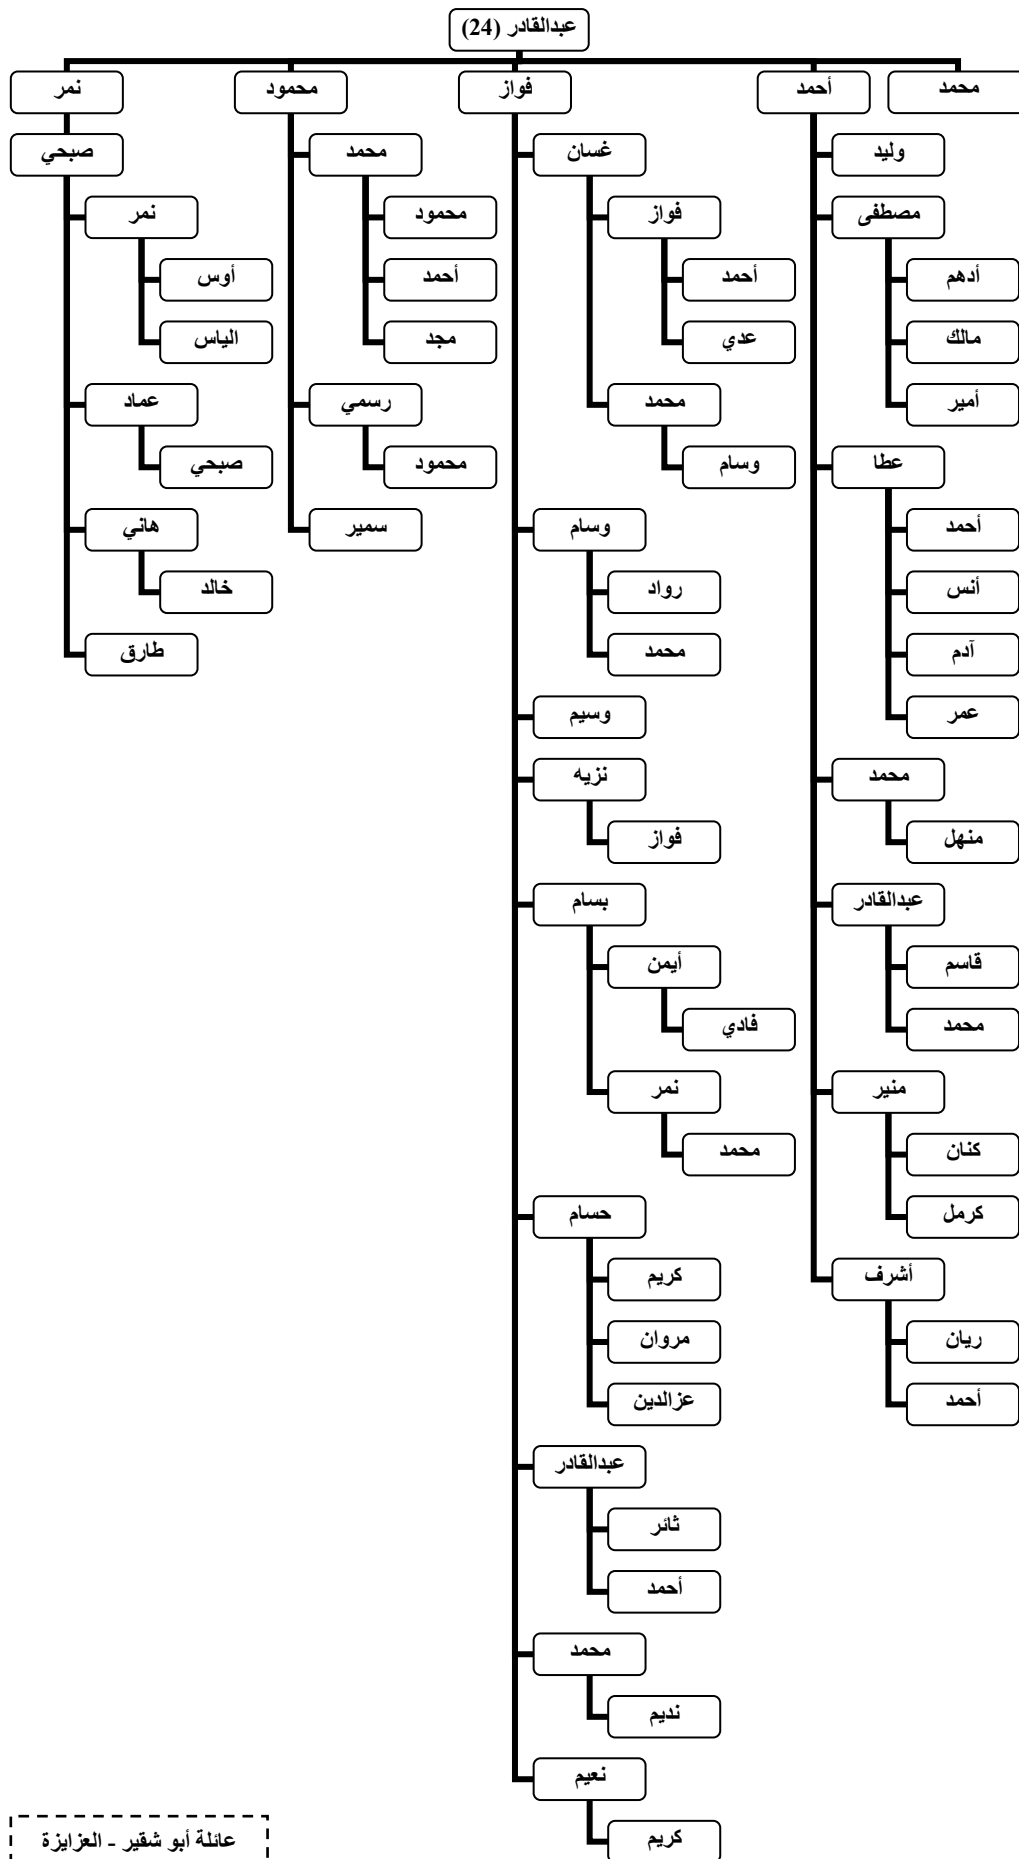 عبدالقادر (24)
محمد
أحمد
فواز
محمود
نمر
وليد
غسان
محمد
صبحي
مصطفى
فواز
محمود
نمر
أدهم
أحمد
أحمد
أوس
مالك
عدي
مجد
الياس
أمير
محمد
رسمي
عماد
عطا
وسام
محمود
صبحي
أحمد
وسام
سمير
هاني
أنس
رواد
خالد
آدم
محمد
طارق
عمر
وسيم
محمد
نزيه
منهل
فواز
عبدالقادر
بسام
قاسم
أيمن
محمد
فادي
منير
نمر
كنان
محمد
كرمل
حسام
أشرف
كريم
ريان
مروان
أحمد
عزالدين
عبدالقادر
ثائر
أحمد
محمد
نديم
نعيم
كريم
عائلة أبو شقير - العزايزة